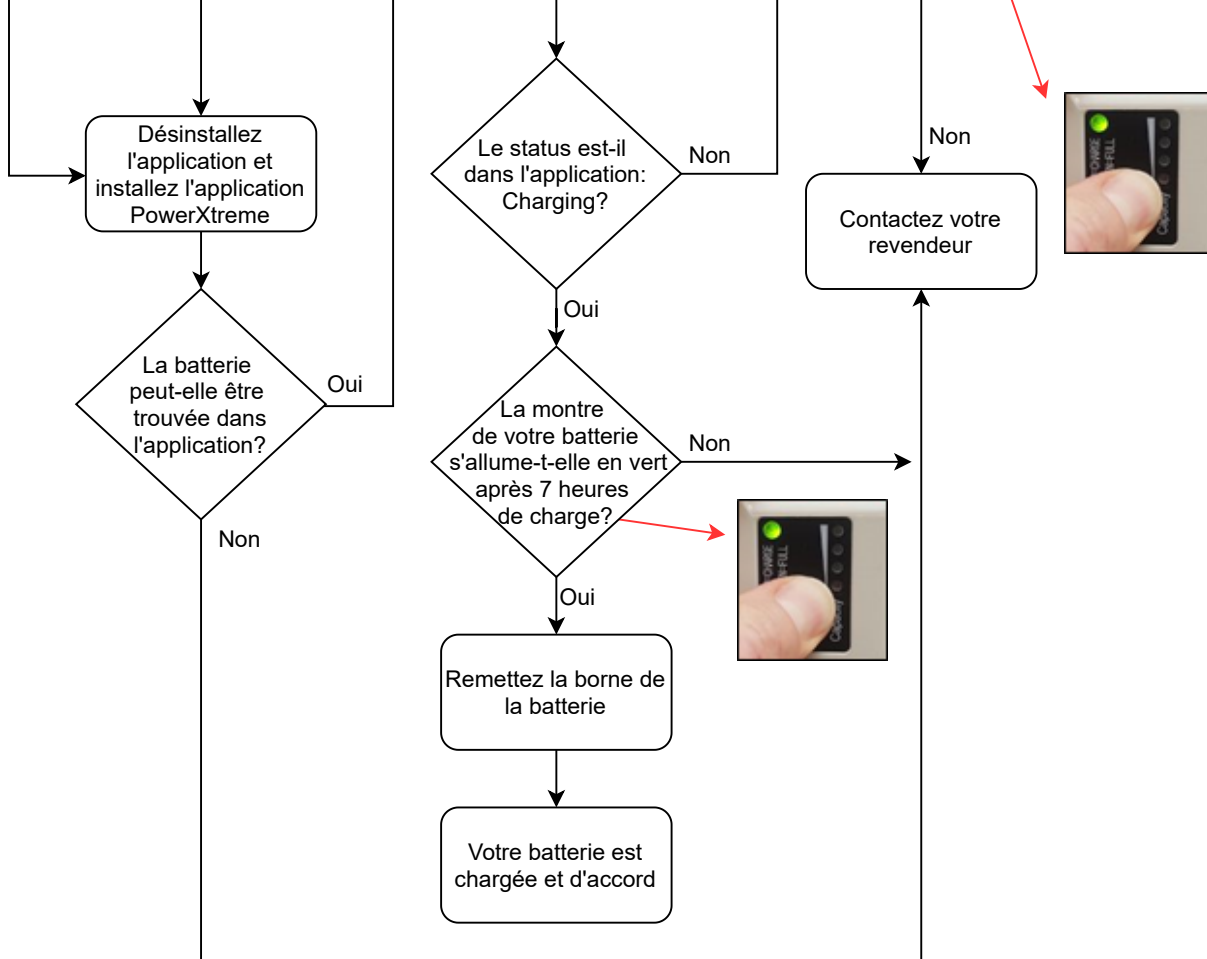 Désinstallez
l'application et
installez l'application
PowerXtreme
La batterie
peut-elle être
trouvée dans
l'application?
Oui
Non
Le status est-il
dans l'application:
Charging?
Non
Oui
La montre
de votre batterie
s'allume-t-elle en vert
après 7 heures
de charge?
Non
Oui
Remettez la borne de
la batterie
Votre batterie est
chargée et d'accord
Non
Contactez votre
revendeur
Capacity
Capacity